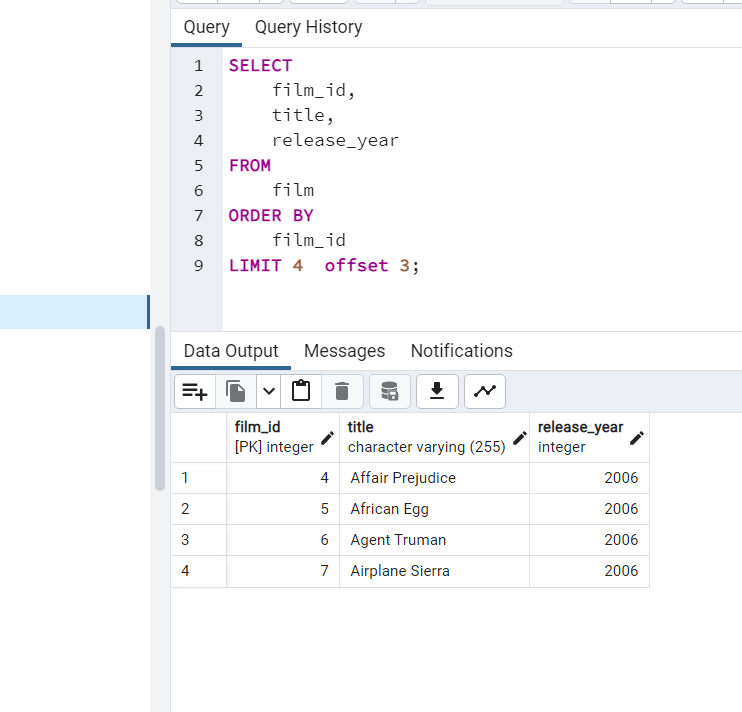 Query Query History
1 SELECT
2 film_id,
3 title,
4 release_year
5 FROM
6 film
7 ORDER BY
8 film_id
9 LIMIT 4  offset 3;
Data Output Messages Notifications
film_id title release_year
[PK] integer character varying (255) integer
1 4 Affair Prejudice 2006
2 5 African Egg 2006
3 6 Agent Truman 2006
4 7 Airplane Sierra 2006